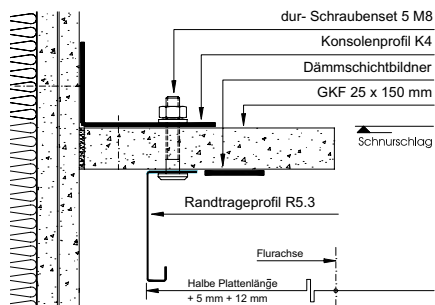 dur- Schraubenset 5 M8
Konsolenprofil K4
Dämmschichtbildner
GKF 25 x 150 mm
Schnurschlag
Randtrageprofil R5.3
Flurachse
Halbe Plattenlänge
+ 5 mm + 12 mm